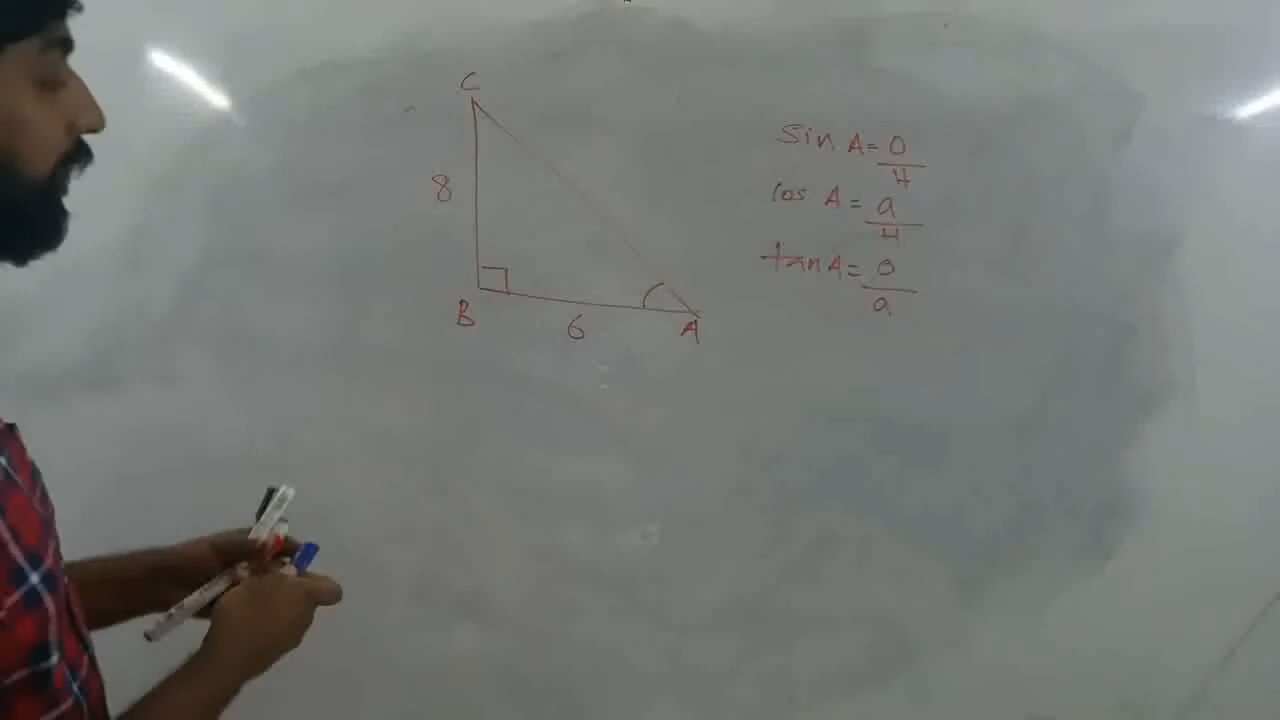 C
8
B
6
A
Sin A = O/H
Cos A = a/H
tan A = O/a